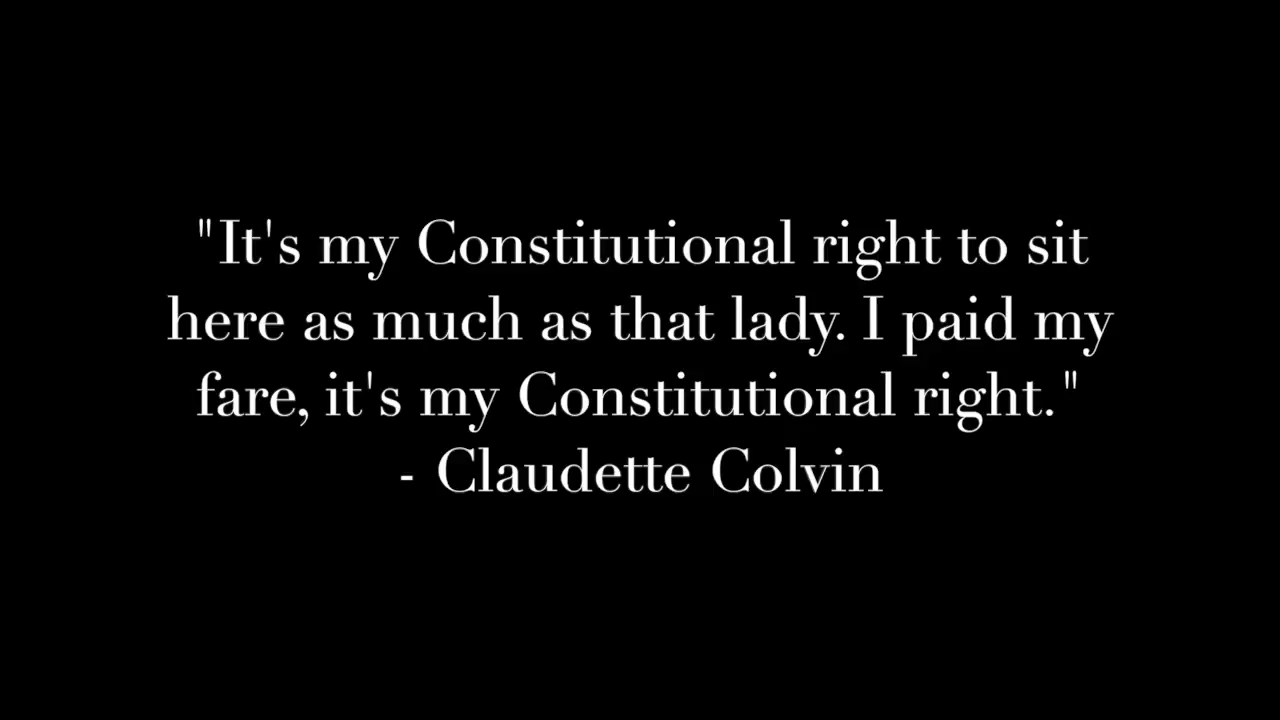 "It's my Constitutional right to sit
here as much as that lady. I paid my
fare, it's my Constitutional right."
- Claudette Colvin